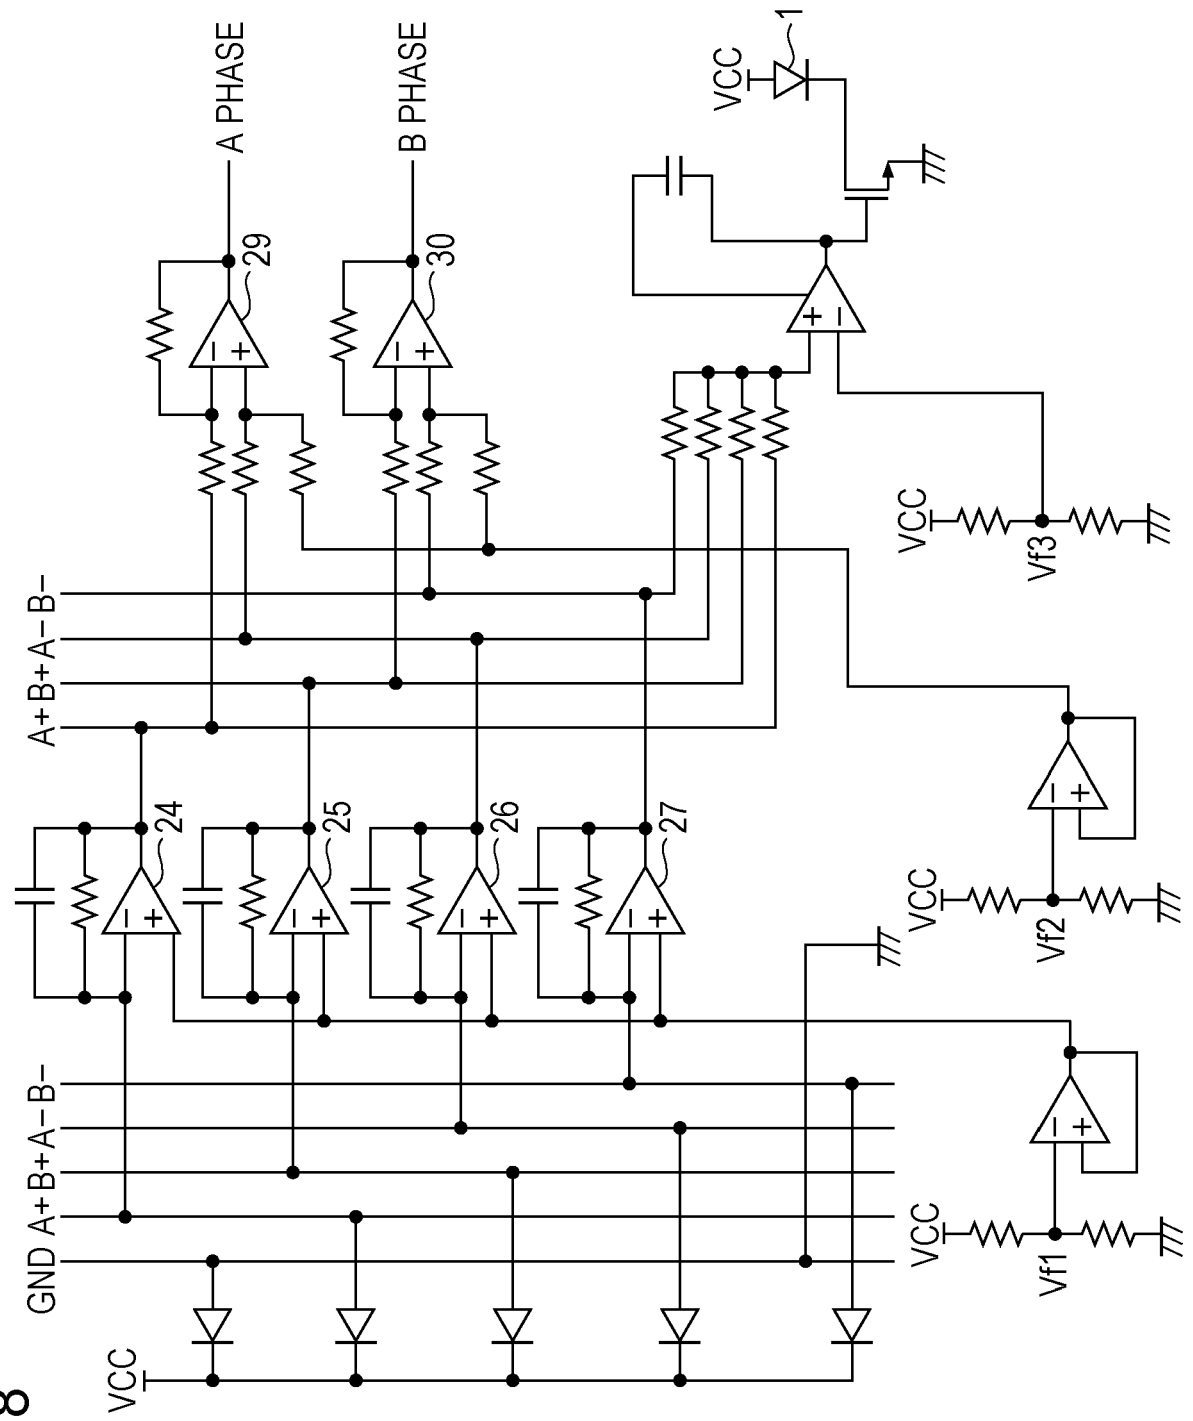 8
VCC
GND
A+
B+
A−
B−
24
25
26
27
A+
B+
A−
B−
29
30
A PHASE
B PHASE
VCC
1
VCC
Vf1
VCC
Vf2
VCC
Vf3
− +
− +
− +
− +
− +
− +
+ −
− +
− +